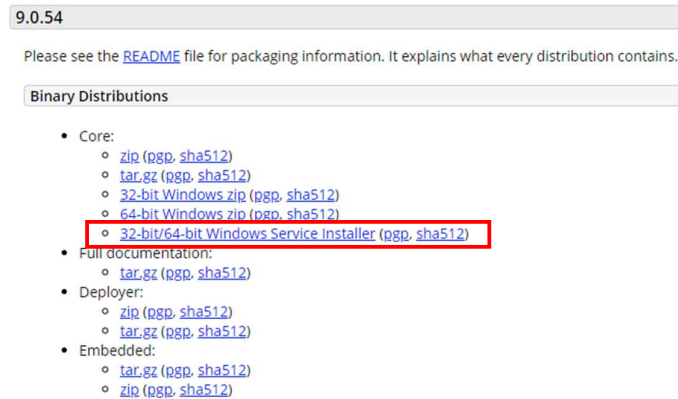 9.0.54
Please see the README file for packaging information. It explains what every distribution contains.
Binary Distributions
• Core:
zip (pgp, sha512)
tar.gz (pgp, sha512)
32-bit Windows zip (pgp, sha512)
64-bit Windows zip (pgp, sha512)
32-bit/64-bit Windows Service Installer (pgp, sha512)
• Full documentation:
tar.gz (pgp, sha512)
• Deployer:
zip (pgp, sha512)
tar.gz (pgp, sha512)
• Embedded:
tar.gz (pgp, sha512)
zip (pgp, sha512)